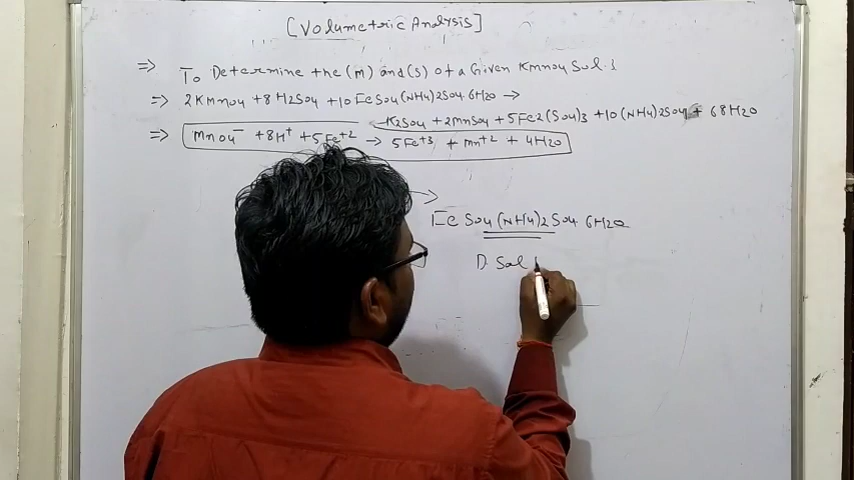 [Volumetric Analysis]
=> To Determine the (m) and (s) of a Given KMnO4 Sol.
=> 2KMnO4 + 8H2SO4 + 10FeSO4(NH4)2SO4 6H2O →
K2SO4 + 2MnSO4 + 5Fe2(SO4)3 + 10(NH4)2SO4 + 68H2O
=> MnO4⁻ + 8H⁺ + 5Fe⁺² → 5Fe⁺³ + Mn⁺² + 4H2O
→
FeSO4(NH4)2SO4 6H2O
D. Sal